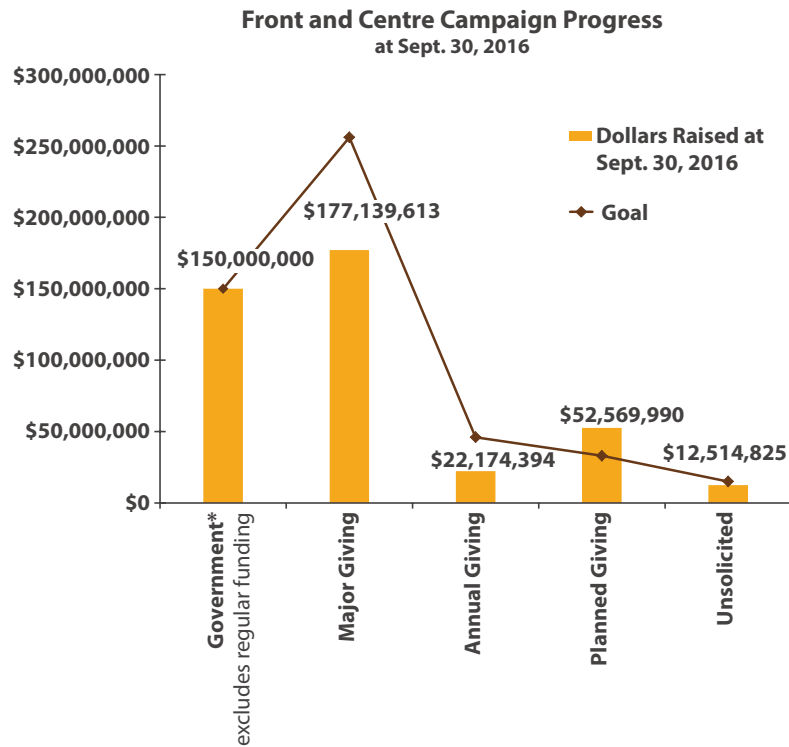 Front and Centre Campaign Progress
at Sept. 30, 2016
$300,000,000
$250,000,000
$200,000,000
$150,000,000
$100,000,000
$50,000,000
$0
Dollars Raised at
Sept. 30, 2016
Goal
$150,000,000
$177,139,613
$22,174,394
$52,569,990
$12,514,825
Government*
excludes regular funding
Major Giving
Annual Giving
Planned Giving
Unsolicited